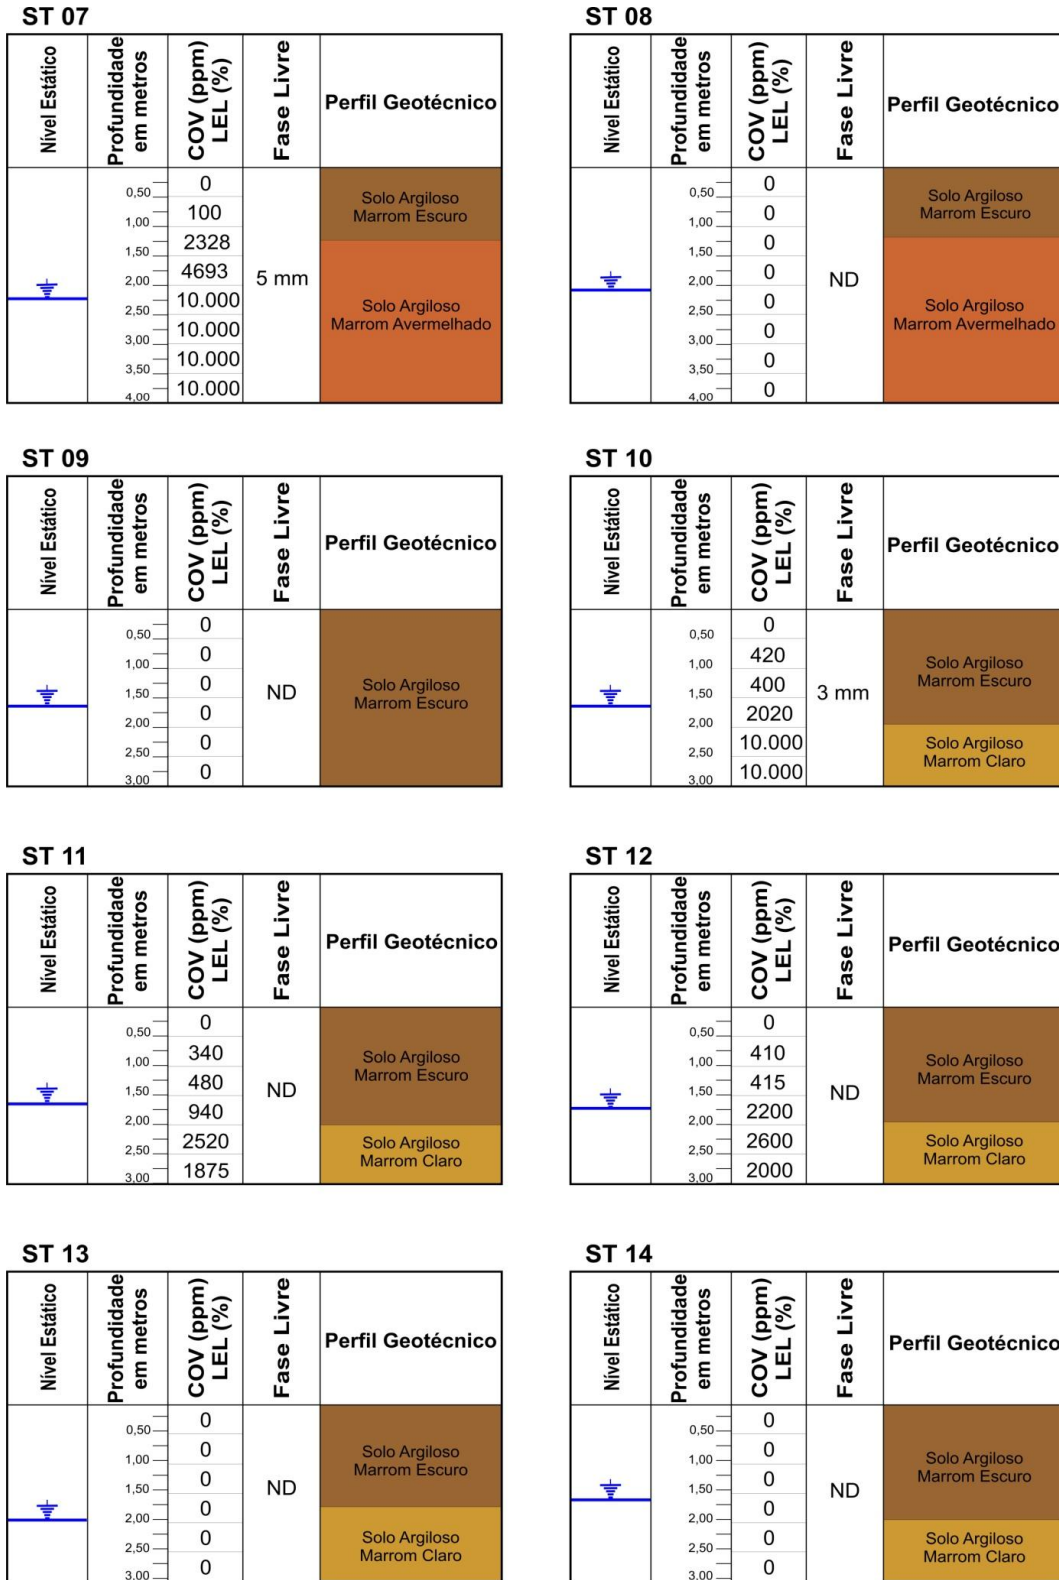 ST 07
Nível Estático
Profundidade
em metros
COV (ppm)
LEL (%)
Fase Livre
Perfil Geotécnico
0,50
1,00
1,50
2,00
2,50
3,00
3,50
4,00
0
100
2328
4693
10.000
10.000
10.000
10.000
5 mm
Solo Argiloso
Marrom Escuro
Solo Argiloso
Marrom Avermelhado
ST 08
Nível Estático
Profundidade
em metros
COV (ppm)
LEL (%)
Fase Livre
Perfil Geotécnico
0,50
1,00
1,50
2,00
2,50
3,00
3,50
4,00
0
0
0
0
0
0
0
0
ND
Solo Argiloso
Marrom Escuro
Solo Argiloso
Marrom Avermelhado
ST 09
Nível Estático
Profundidade
em metros
COV (ppm)
LEL (%)
Fase Livre
Perfil Geotécnico
0,50
1,00
1,50
2,00
2,50
3,00
0
0
0
0
0
0
ND
Solo Argiloso
Marrom Escuro
ST 10
Nível Estático
Profundidade
em metros
COV (ppm)
LEL (%)
Fase Livre
Perfil Geotécnico
0,50
1,00
1,50
2,00
2,50
3,00
0
420
400
2020
10.000
10.000
3 mm
Solo Argiloso
Marrom Escuro
Solo Argiloso
Marrom Claro
ST 11
Nível Estático
Profundidade
em metros
COV (ppm)
LEL (%)
Fase Livre
Perfil Geotécnico
0,50
1,00
1,50
2,00
2,50
3,00
0
340
480
940
2520
1875
ND
Solo Argiloso
Marrom Escuro
Solo Argiloso
Marrom Claro
ST 12
Nível Estático
Profundidade
em metros
COV (ppm)
LEL (%)
Fase Livre
Perfil Geotécnico
0,50
1,00
1,50
2,00
2,50
3,00
0
410
415
2200
2600
2000
ND
Solo Argiloso
Marrom Escuro
Solo Argiloso
Marrom Claro
ST 13
Nível Estático
Profundidade
em metros
COV (ppm)
LEL (%)
Fase Livre
Perfil Geotécnico
0,50
1,00
1,50
2,00
2,50
3,00
0
0
0
0
0
0
ND
Solo Argiloso
Marrom Escuro
Solo Argiloso
Marrom Claro
ST 14
Nível Estático
Profundidade
em metros
COV (ppm)
LEL (%)
Fase Livre
Perfil Geotécnico
0,50
1,00
1,50
2,00
2,50
3,00
0
0
0
0
0
0
ND
Solo Argiloso
Marrom Escuro
Solo Argiloso
Marrom Claro